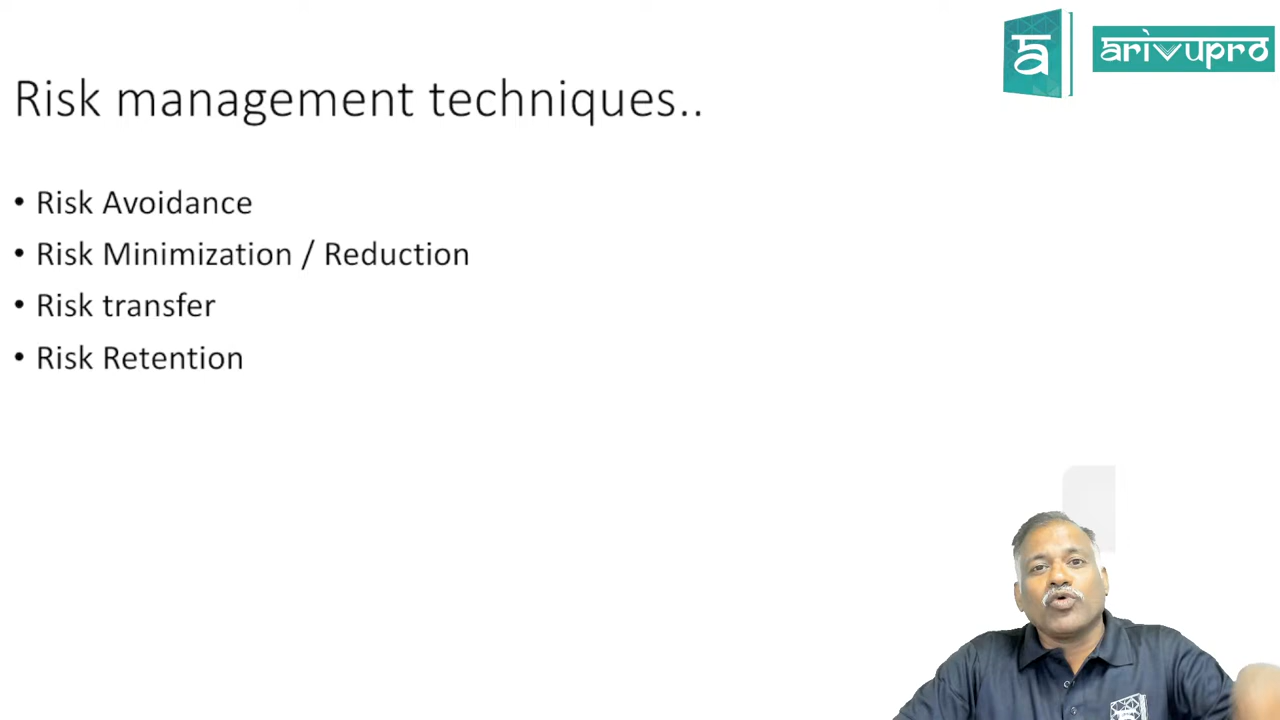 arivupro
Risk management techniques..
• Risk Avoidance
• Risk Minimization / Reduction
• Risk transfer
• Risk Retention